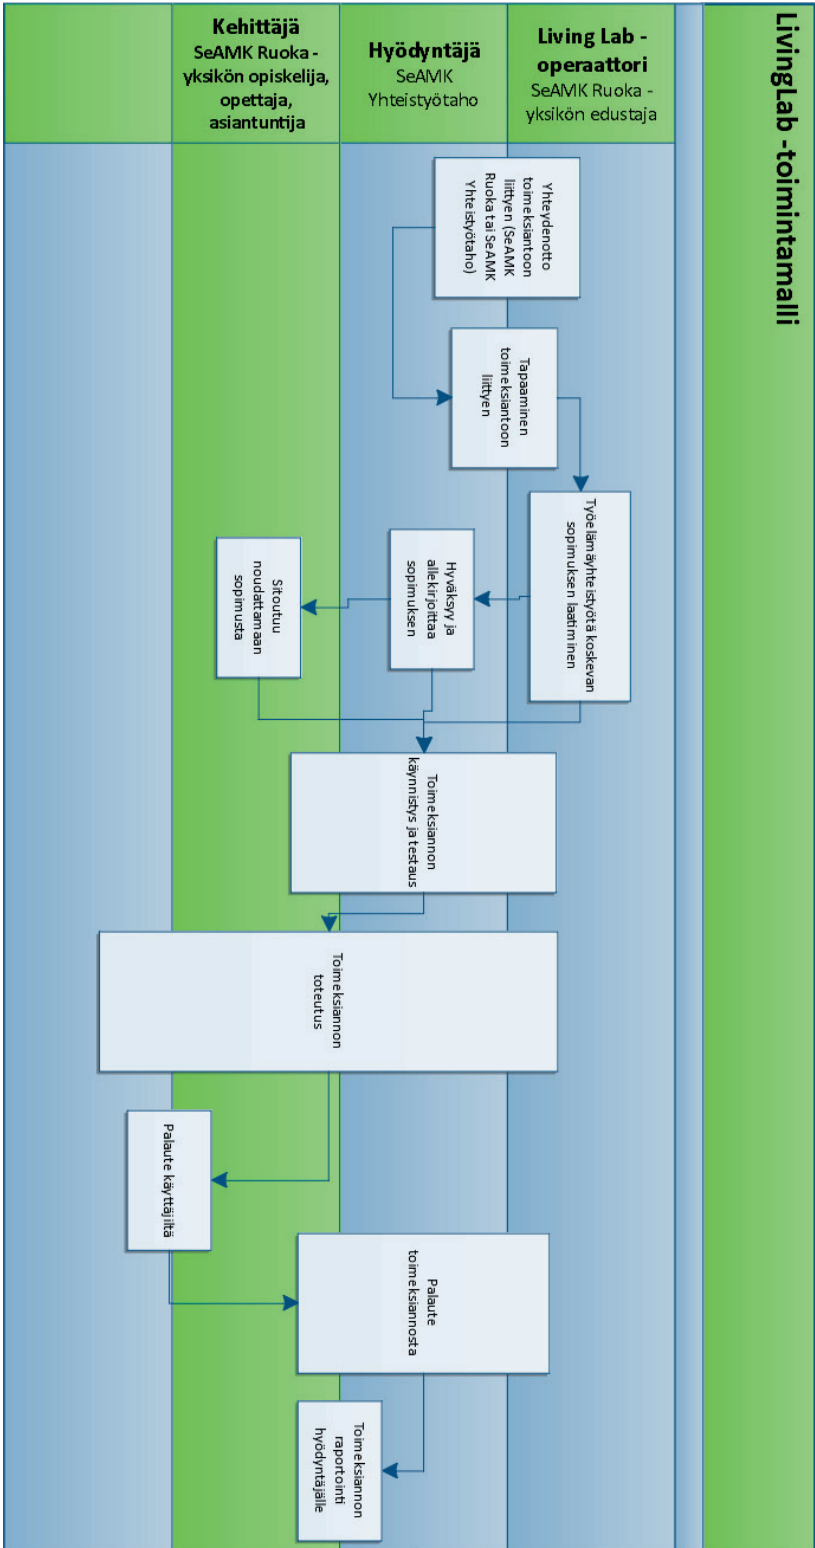 LivingLab -toimintamalli
Living Lab -
operaattori
SeAMK Ruoka -
yksikön edustaja
Hyödyntäjä
SeAMK
Yhteistyötaho
Kehittäjä
SeAMK Ruoka -
yksikön opiskelija,
opettaja,
asiantuntija
Yhteydenotto
toimeksiantoon
liittyen (SeAMK
Ruoka tai SeAMK
Yhteistyötaho)
Tapaaminen
toimeksiantoon
liittyen
Työelämäyhteistyötä koskevan
sopimuksen laatiminen
Hyväksyy ja
allekirjoittaa
sopimuksen
Sitoutuu
noudattamaan
sopimusta
Toimeksiannon
käynnistys ja testaus
Toimeksiannon
toteutus
Palaute käyttäjiltä
Palaute
toimeksiannosta
Toimeksiannon
raportointi
hyödyntäjälle